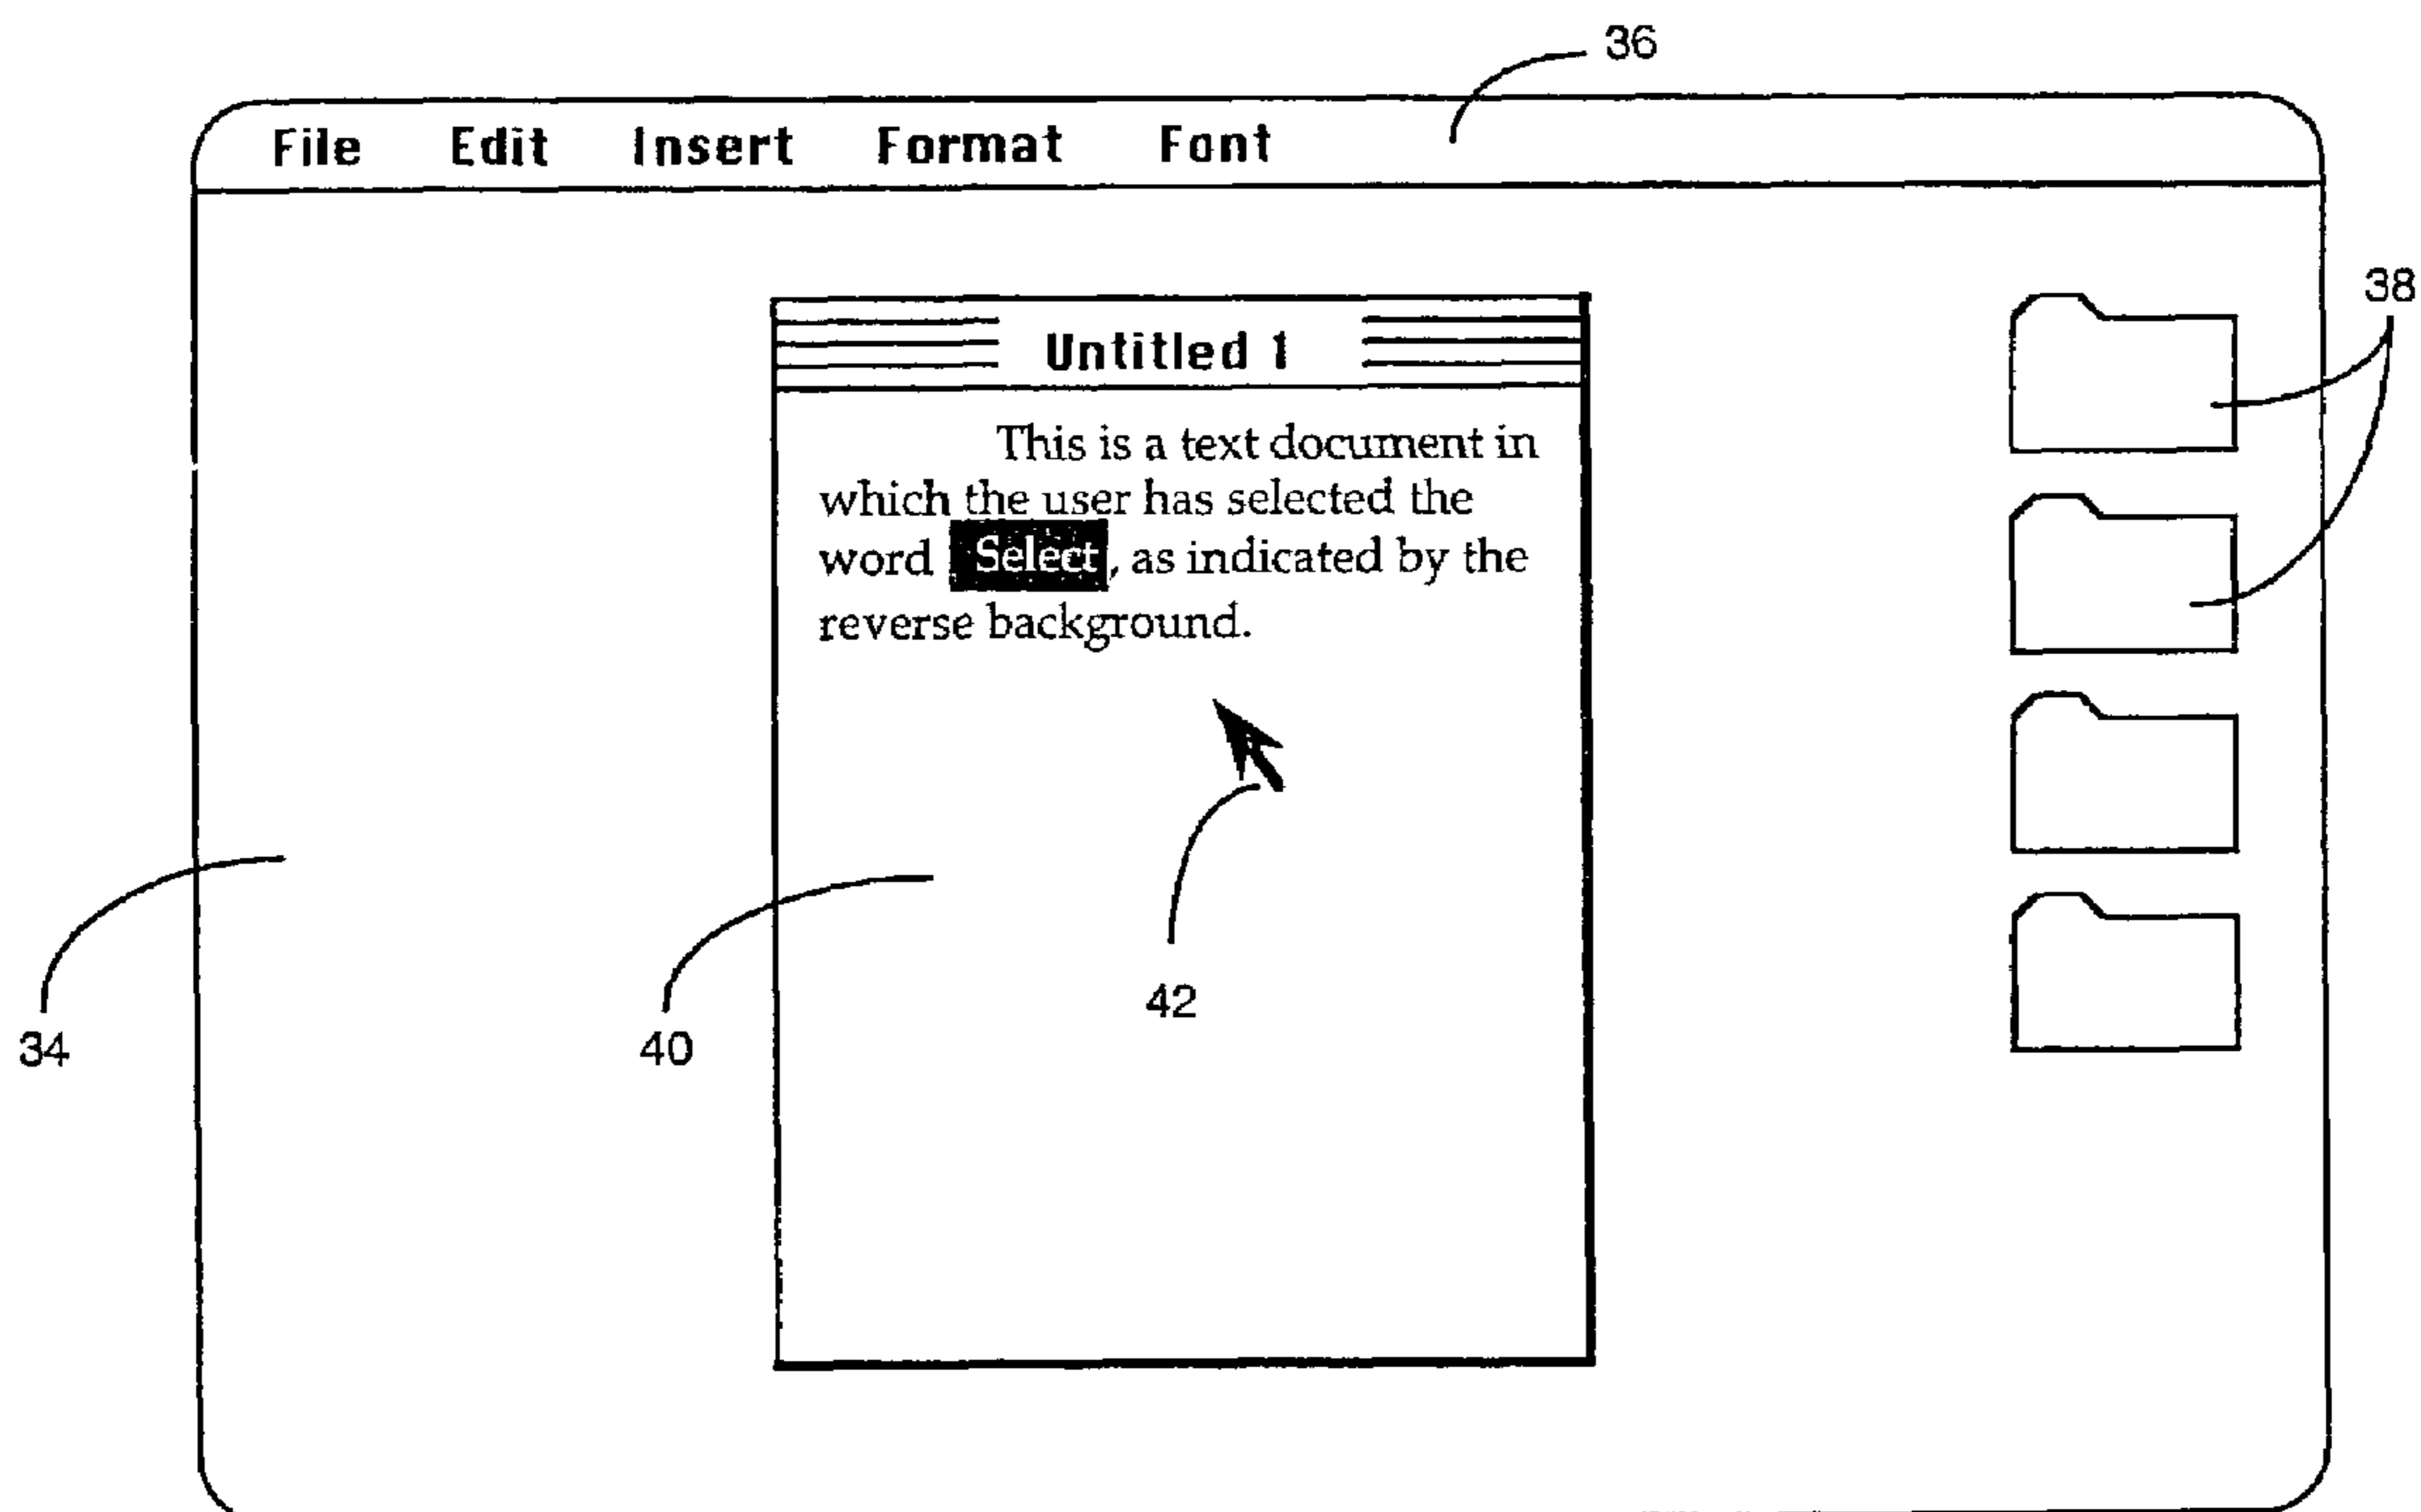 36
File Edit Insert Format Font
38
Untitled 1
This is a text document in
which the user has selected the
word Select, as indicated by the
reverse background.
42
34
40